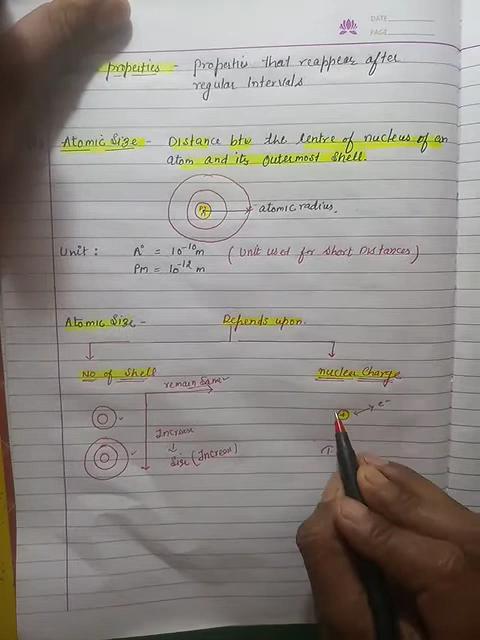 DATE
PAGE
properties - Properties that reappear after
regular Intervals
Atomic Size - Distance btw the centre of nucleus of an
atom and its outermost shell.
atomic radius.
Unit : A° = 10⁻¹⁰ m (Unit used for short Distances)
PM = 10⁻¹² m
Atomic Size - Depends upon.
No of Shell
nuclear Charge
remain same
+
e⁻
Increase
↓
Size (Increase)